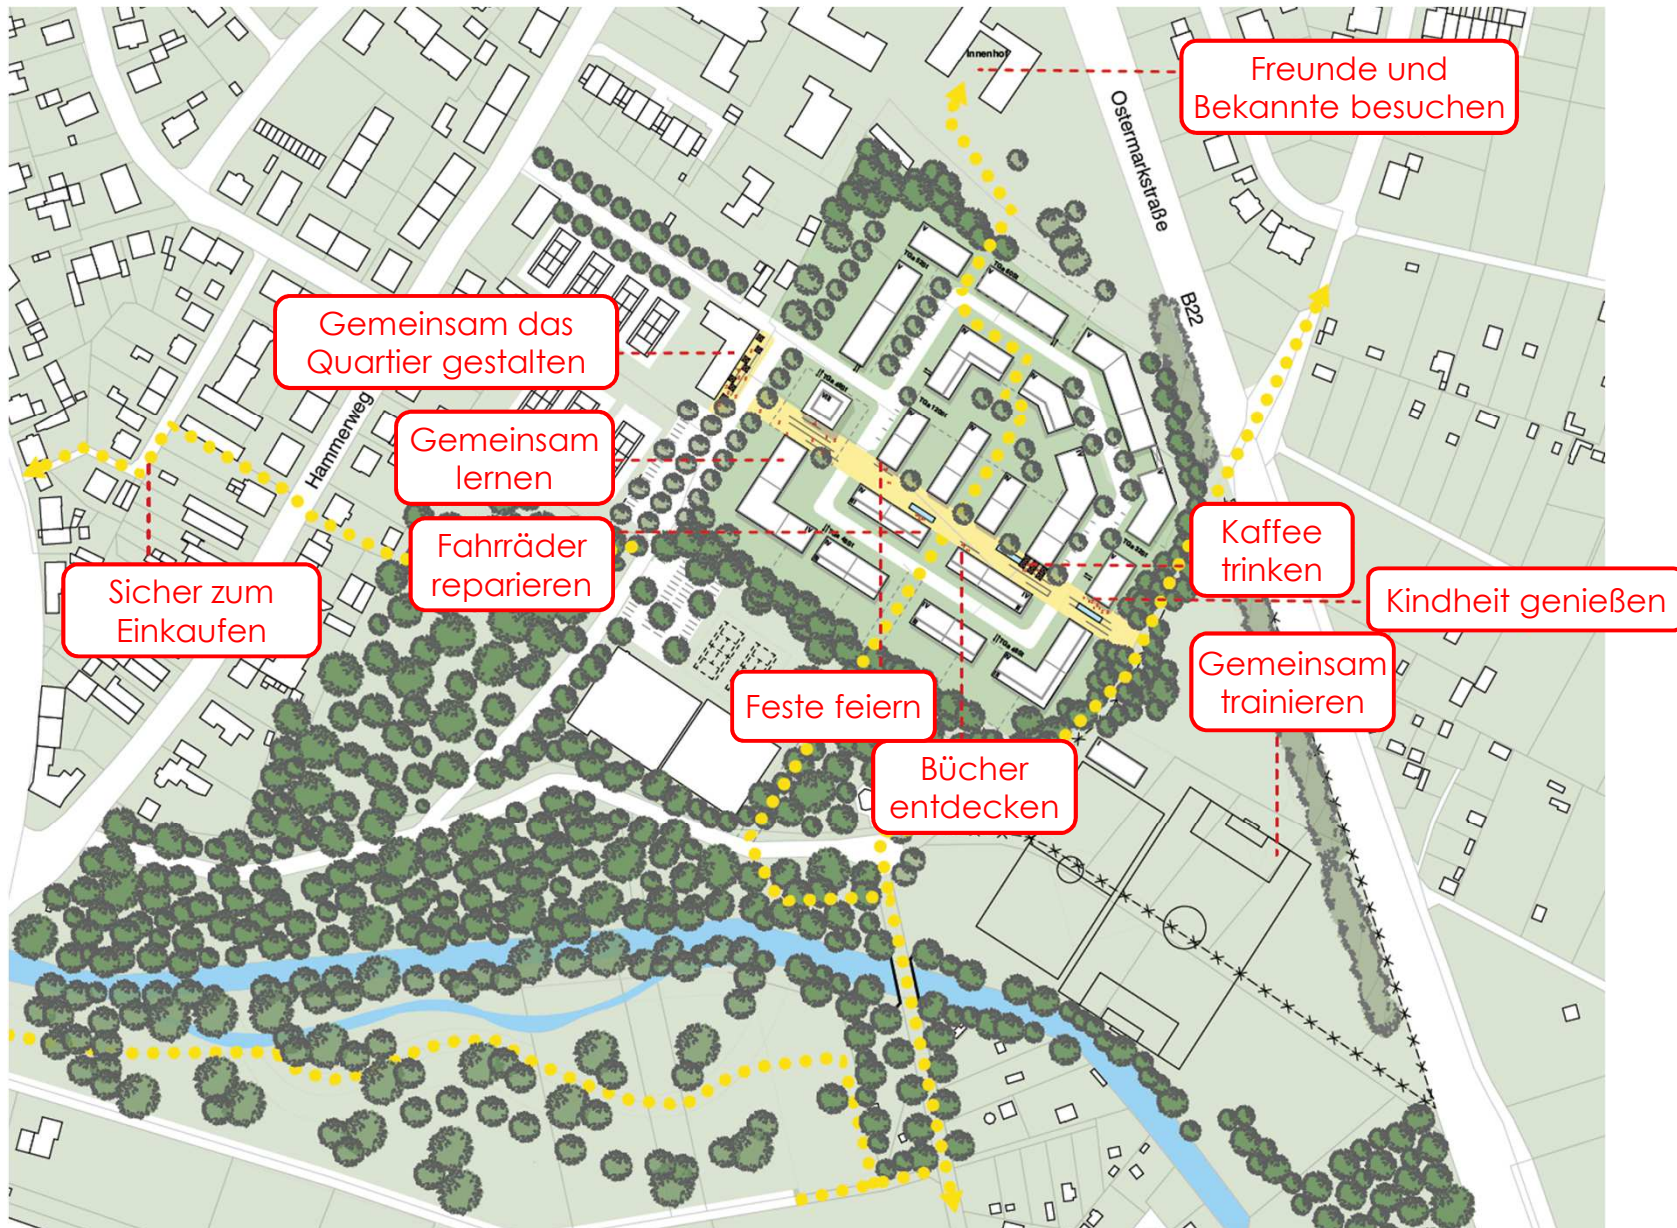 Innenhof
Freunde und
Bekannte besuchen
Ostermarkstraße
B22
Gemeinsam das
Quartier gestalten
Hammerweg
Gemeinsam
lernen
Fahrräder
reparieren
Kaffee
trinken
Sicher zum
Einkaufen
Kindheit genießen
Gemeinsam
trainieren
Feste feiern
Bücher
entdecken